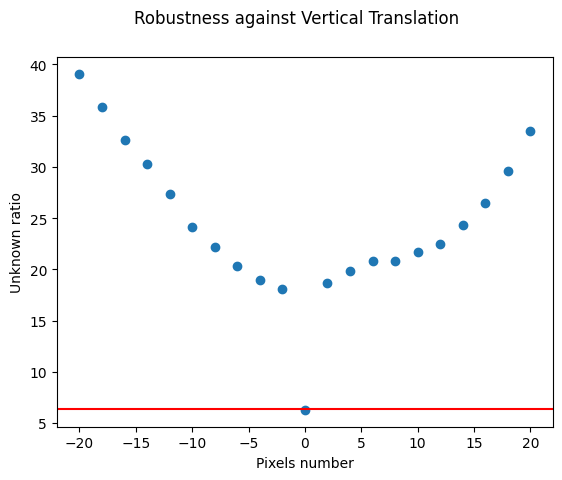 Robustness against Vertical Translation
40
35
30
25
20
15
10
5
Unknown ratio
−20 −15 −10 −5 0 5 10 15 20
Pixels number